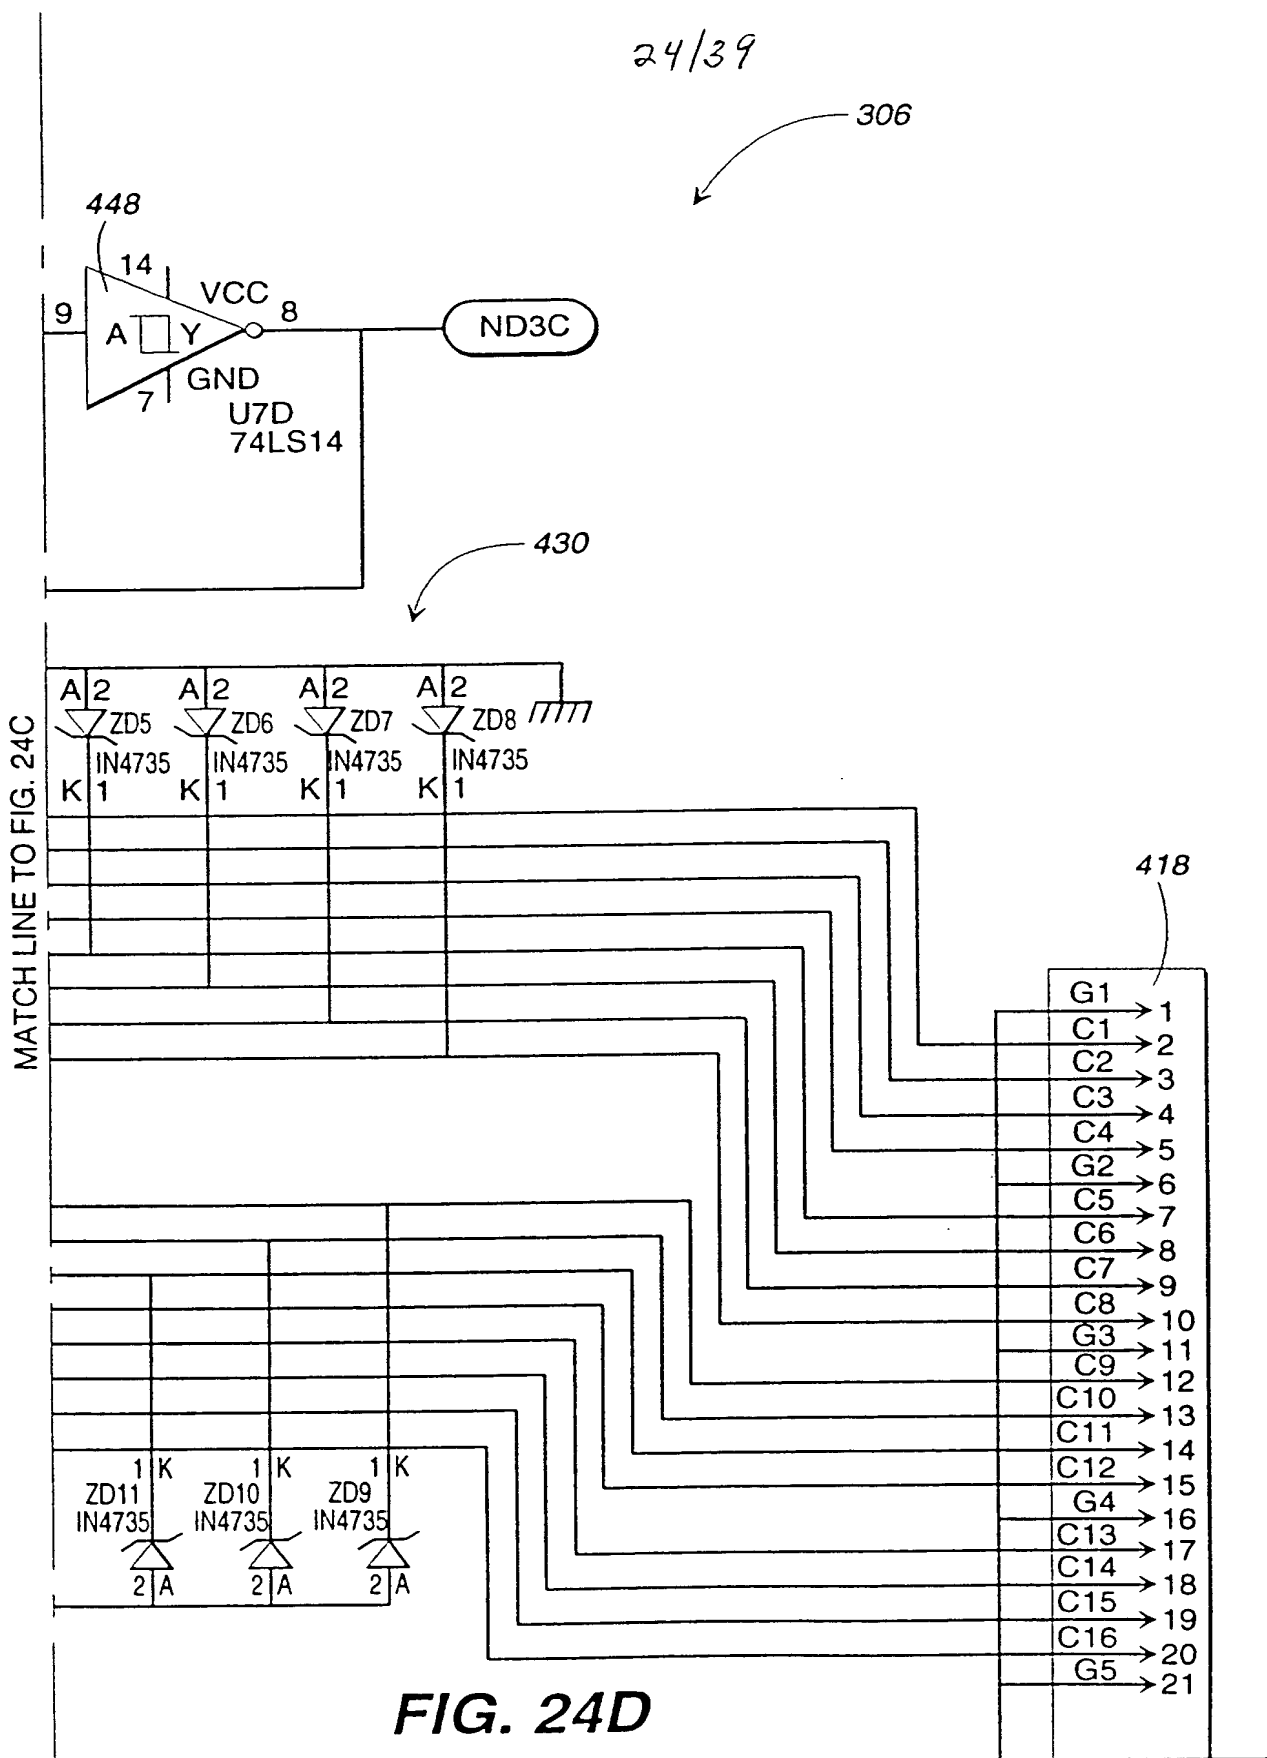 24/39
306
448
14
VCC
9
8
A
Y
ND3C
GND
7
U7D
74LS14
430
A 2 A 2 A 2 A 2
ZD5 ZD6 ZD7 ZD8
IN4735 IN4735 IN4735 IN4735
K 1 K 1 K 1 K 1
MATCH LINE TO FIG. 24C
418
G1 1
C1 2
C2 3
C3 4
C4 5
G2 6
C5 7
C6 8
C7 9
C8 10
G3 11
C9 12
C10 13
C11 14
C12 15
G4 16
C13 17
C14 18
C15 19
C16 20
G5 21
1 K 1 K 1 K
ZD11 ZD10 ZD9
IN4735 IN4735 IN4735
2 A 2 A 2 A
FIG. 24D